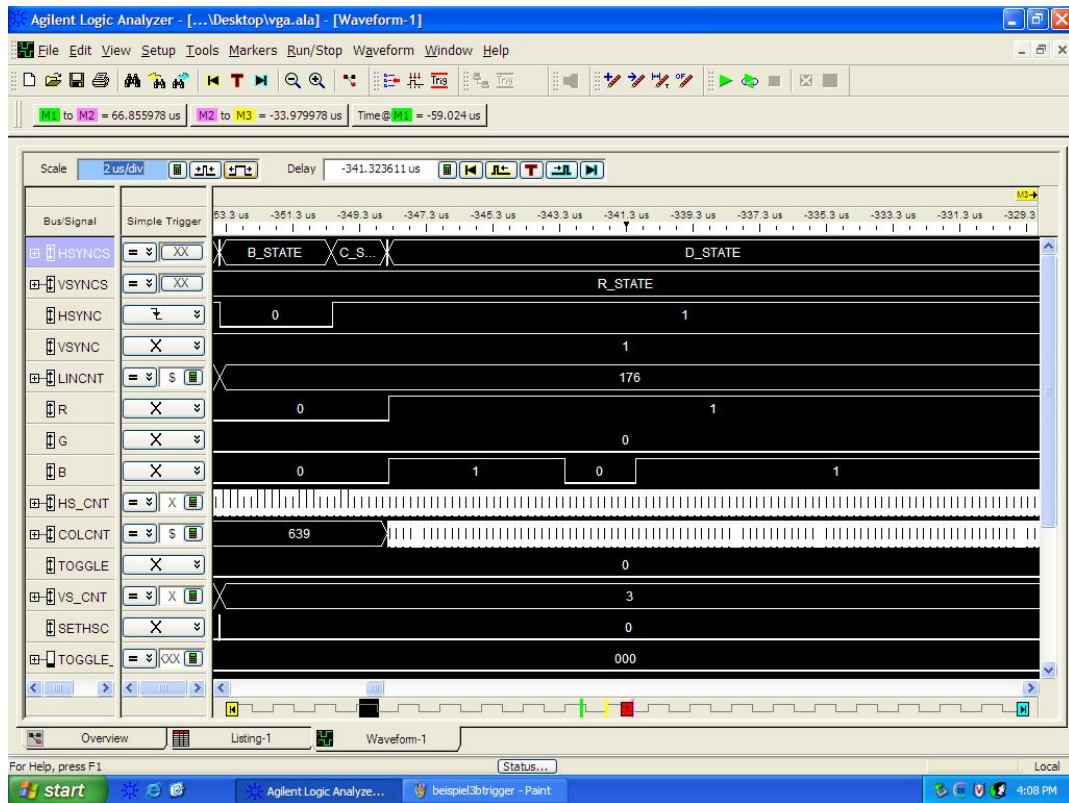 Agilent Logic Analyzer - [...\Desktop\vga.ala] - [Waveform-1]
File Edit View Setup Tools Markers Run/Stop Waveform Window Help
M1 to M2 = 66.855978 us M2 to M3 = -33.979978 us Time@M1 = -59.024 us
Scale 2 us/div Delay -341.323611 us
M3
Bus/Signal Simple Trigger 53.3 us -351.3 us -349.3 us -347.3 us -345.3 us -343.3 us -341.3 us -339.3 us -337.3 us -335.3 us -333.3 us -331.3 us -329.3
HSYNCS = XX B_STATE C_S... D_STATE
VSYNCS = XX R_STATE
HSYNC 0 1
VSYNC X 1
LINCNT = $ 176
R X 0 1
G X 0
B X 0 1 0 1
HS_CNT = X
COLCNT = $ 639
TOGGLE X 0
VS_CNT = X 3
SETHSC X 0
TOGGLE_ = XXX 000
T
Overview Listing-1 Waveform-1
For Help, press F1 Status... Local
start Agilent Logic Analyze... beispiel3btrigger - Paint 4:08 PM